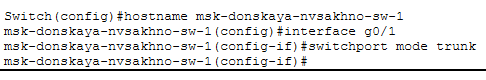 Switch(config)#hostname msk-donskaya-nvsakhno-sw-1
msk-donskaya-nvsakhno-sw-1(config)#interface g0/1
msk-donskaya-nvsakhno-sw-1(config-if)#switchport mode trunk
msk-donskaya-nvsakhno-sw-1(config-if)#